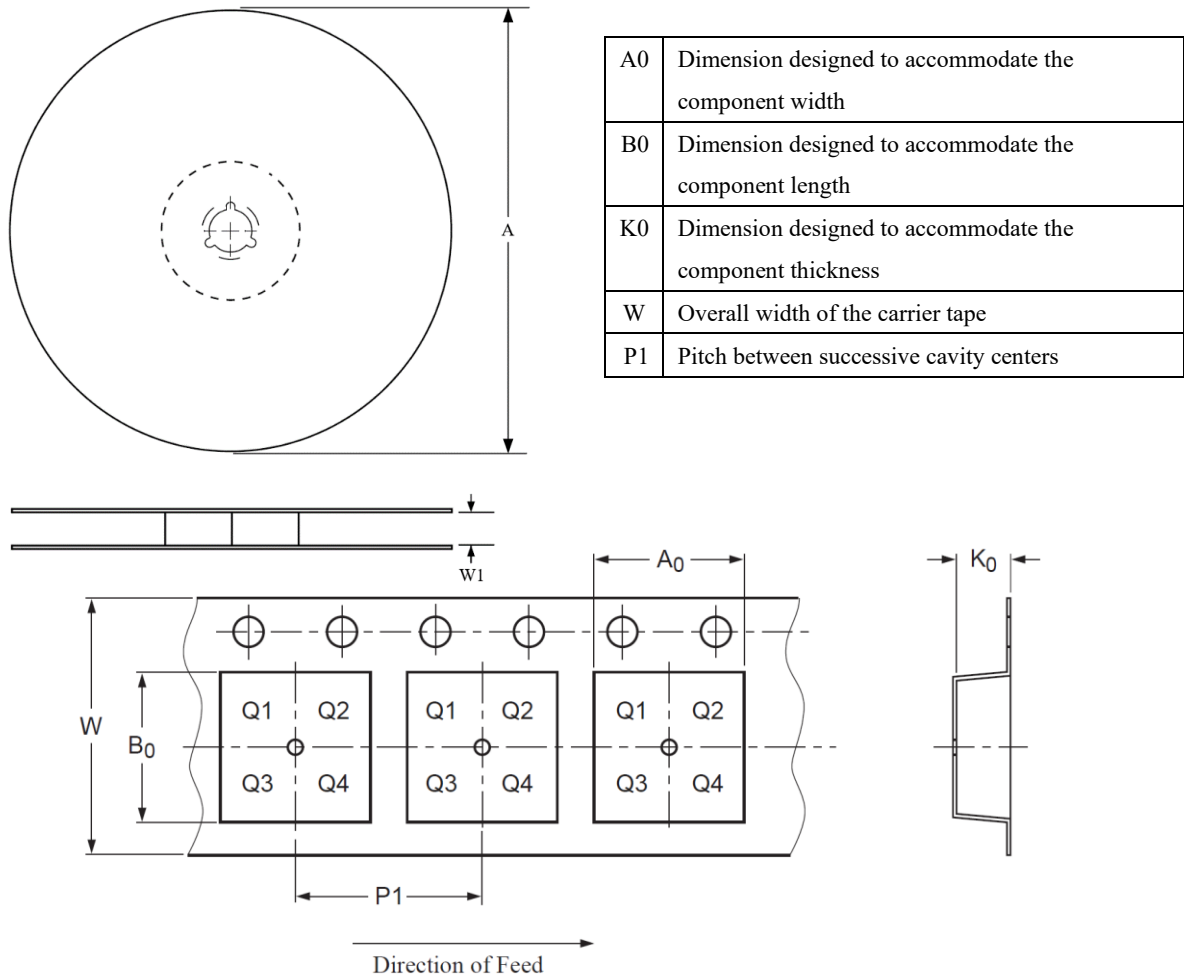 A
A0 Dimension designed to accommodate the
component width
B0 Dimension designed to accommodate the
component length
K0 Dimension designed to accommodate the
component thickness
W Overall width of the carrier tape
P1 Pitch between successive cavity centers
W1
A0
K0
W
B0
Q1 Q2 Q1 Q2 Q1 Q2
Q3 Q4 Q3 Q4 Q3 Q4
P1
Direction of Feed